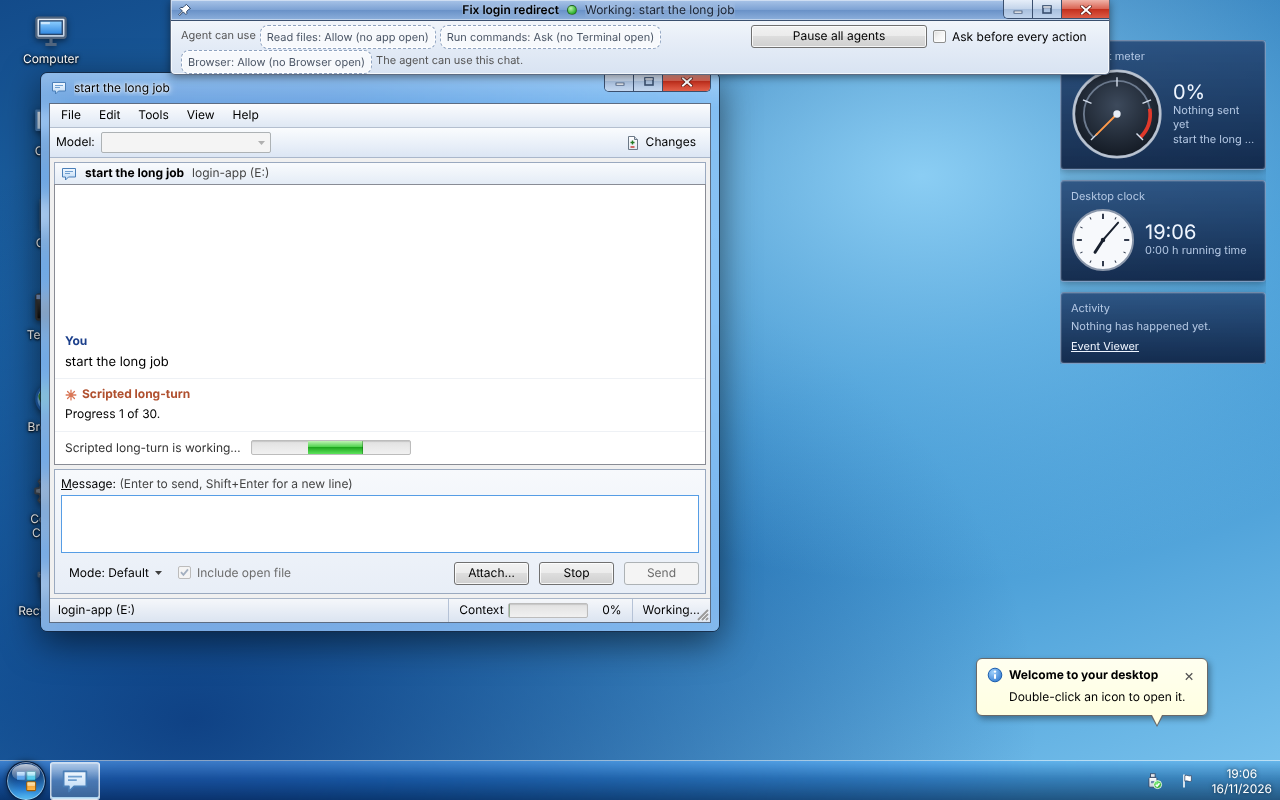 Fix login redirect Working: start the long job
Agent can use Read files: Allow (no app open) Run commands: Ask (no Terminal open)
Browser: Allow (no Browser open) The agent can use this chat.
Pause all agents Ask before every action
Computer
start the long job
File Edit Tools View Help
Model: Changes
start the long job login-app (E:)
You
start the long job
Scripted long-turn
Progress 1 of 30.
Scripted long-turn is working...
Message: (Enter to send, Shift+Enter for a new line)
Mode: Default Include open file Attach... Stop Send
login-app (E:) Context 0% Working...
meter
0%
Nothing sent
yet
start the long ...
Desktop clock
19:06
0:00 h running time
Activity
Nothing has happened yet.
Event Viewer
Welcome to your desktop
Double-click an icon to open it.
19:06
16/11/2026